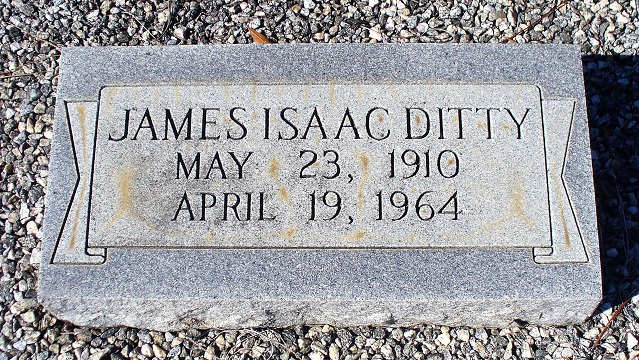 JAMES ISAAC DITTY
MAY 23, 1910
APRIL 19, 1964